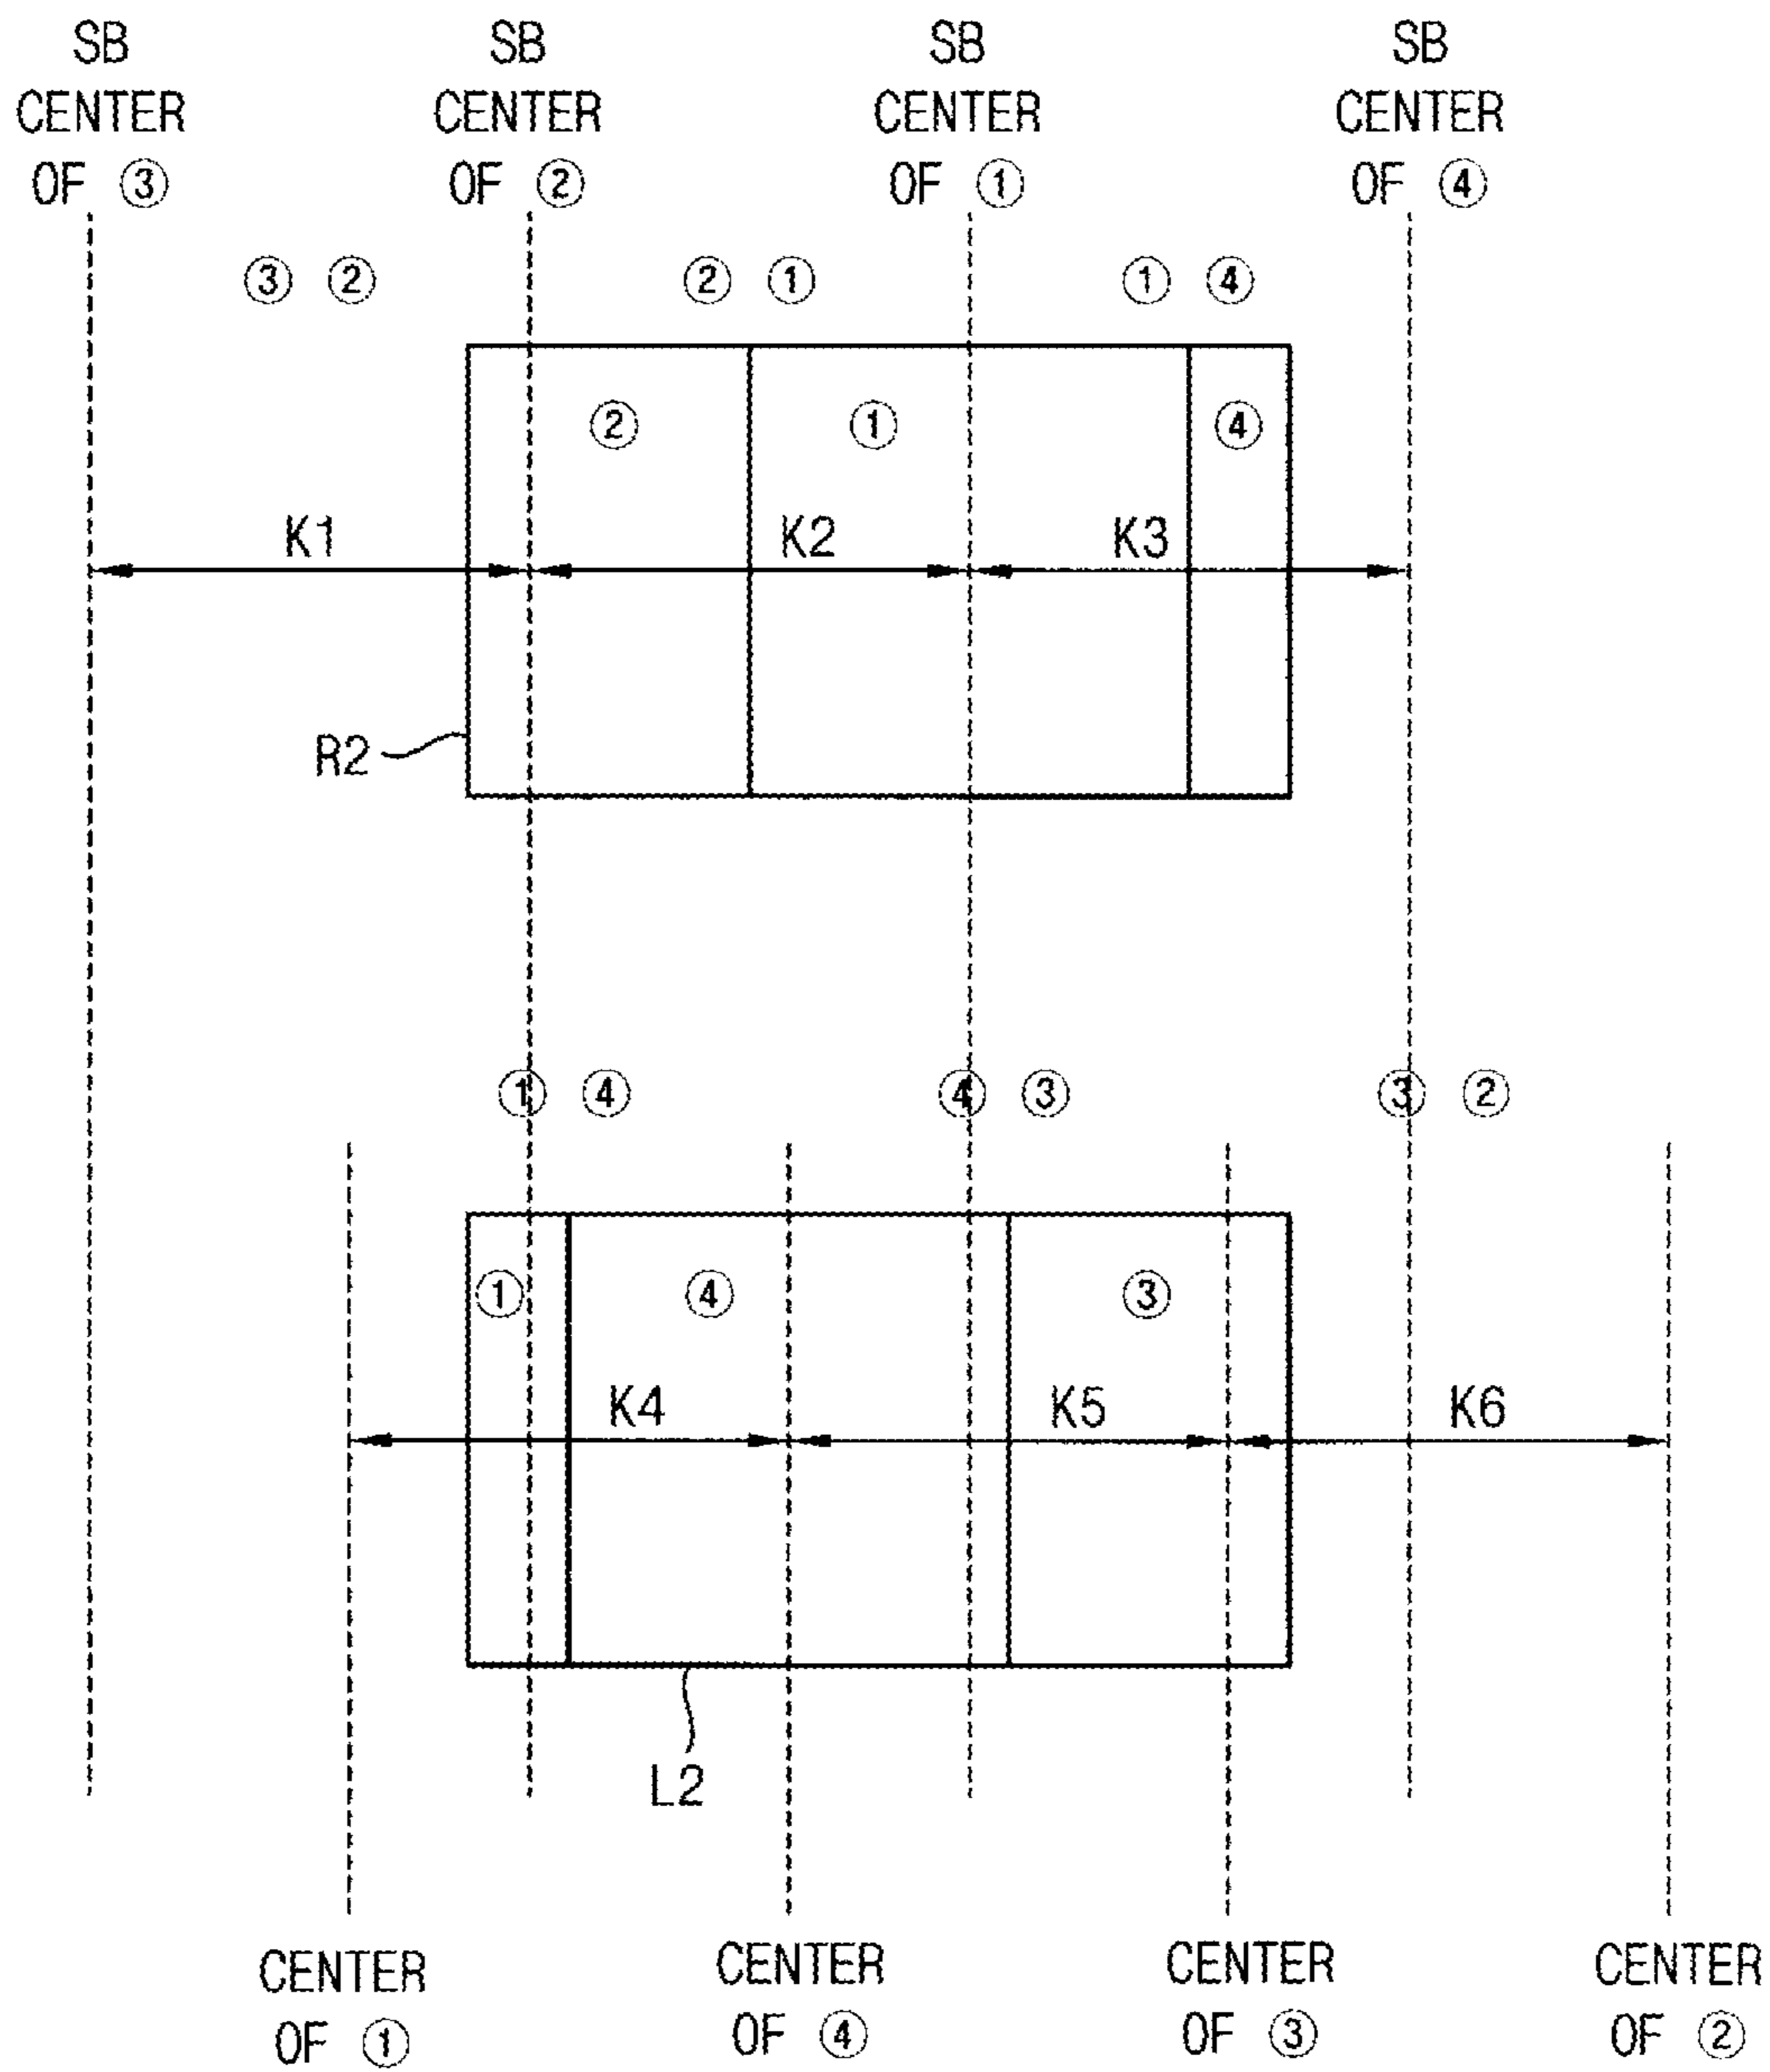 SB CENTER OF ③
SB CENTER OF ②
SB CENTER OF ①
SB CENTER OF ④
③ ②
② ①
① ④
②
①
④
K1
K2
K3
R2
① ④
④ ③
③ ②
①
④
③
K4
K5
K6
L2
CENTER OF ①
CENTER OF ④
CENTER OF ③
CENTER OF ②